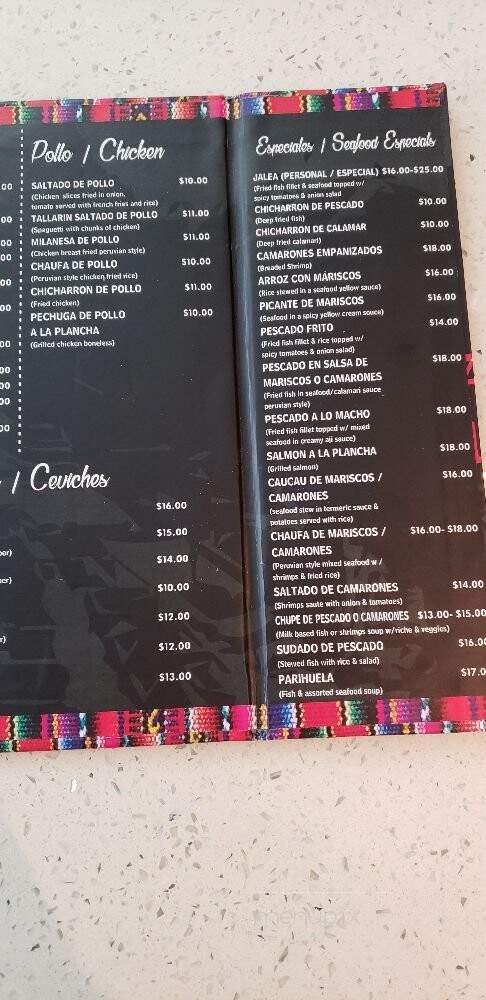 Pollo / Chicken
SALTADO DE POLLO $10.00
(Chicken slices fried in onion,
tomato served with french fries and rice)
TALLARIN SALTADO DE POLLO $11.00
(Spaguetti with chunks of chicken)
MILANESA DE POLLO $11.00
(Chicken breast fried peruvian style)
CHAUFA DE POLLO $10.00
(Peruvian style chicken fried rice)
CHICHARRON DE POLLO $11.00
(Fried chicken)
PECHUGA DE POLLO $10.00
A LA PLANCHA
(Grilled chicken boneless)
/ Ceviches
$16.00
$15.00
$14.00
$10.00
$12.00
$12.00
$13.00
Especiales / Seafood Especials
JALEA (PERSONAL / ESPECIAL) $16.00-$25.00
(Fried fish fillet & seafood topped w/
spicy tomatoes & onion salad
CHICHARRON DE PESCADO $10.00
(Deep fried fish)
CHICHARRON DE CALAMAR $10.00
(Deep fried calamari)
CAMARONES EMPANIZADOS $18.00
(Breaded Shrimp)
ARROZ CON MÁRISCOS $16.00
(Rice stewed in a seafood yellow sauce)
PICANTE DE MARISCOS $16.00
(Seafood in a spicy yellow cream sauce)
PESCADO FRITO $14.00
(Fried fish fillet & rice topped w/
spicy tomatoes & onion salad)
PESCADO EN SALSA DE $18.00
MARISCOS O CAMARONES
(Fried fish in seafood/calamari sauce
peruvian style)
PESCADO A LO MACHO $18.00
(Fried fish fillet topped w/ mixed
seafood in creamy aji sauce)
SALMON A LA PLANCHA $18.00
(Grilled salmon)
CAUCAU DE MARISCOS / $16.00
CAMARONES
(seafood stew in termeric sauce &
potatoes served with rice)
CHAUFA DE MARISCOS / $16.00- $18.00
CAMARONES
(Peruvian style mixed seafood w/
shrimps & fried rice)
SALTADO DE CAMARONES $14.00
(Shrimps saute with onion & tomatoes)
CHUPE DE PESCADO O CAMARONES $13.00- $15.00
(Milk based fish or shrimps soup w/riche & veggies)
SUDADO DE PESCADO $16.0
(Stewed fish with rice & salad)
PARIHUELA $17.0
(Fish & assorted seafood soup)